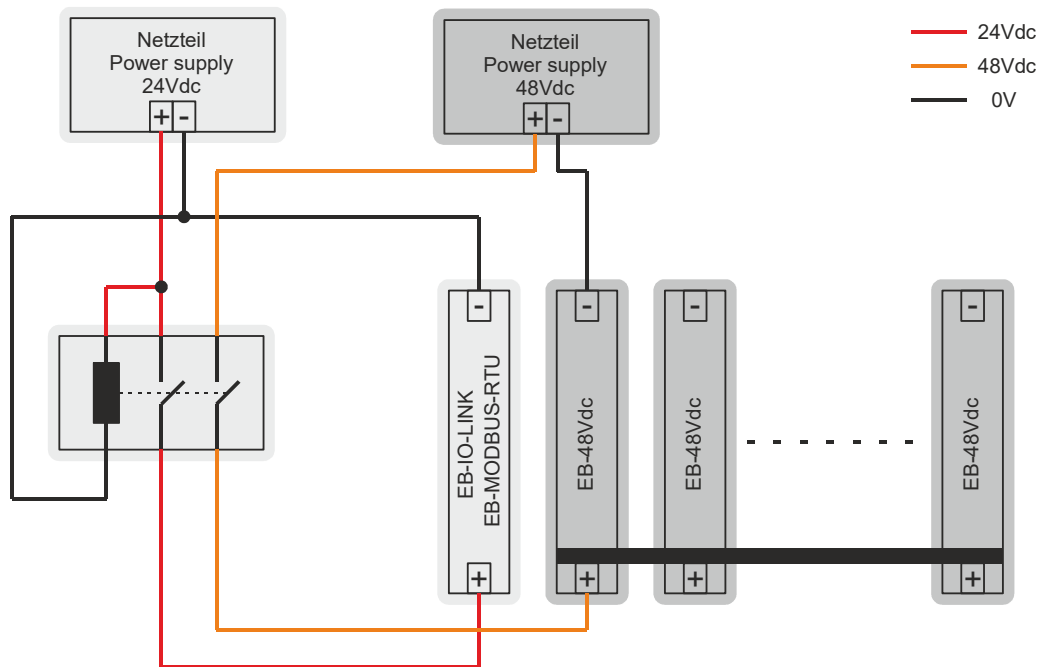 Netzteil
Power supply
24Vdc
+ -
Netzteil
Power supply
48Vdc
+ -
24Vdc
48Vdc
0V
-
-
-
-
EB-IO-LINK
EB-MODBUS-RTU
EB-48Vdc
EB-48Vdc
EB-48Vdc
+
+
+
+